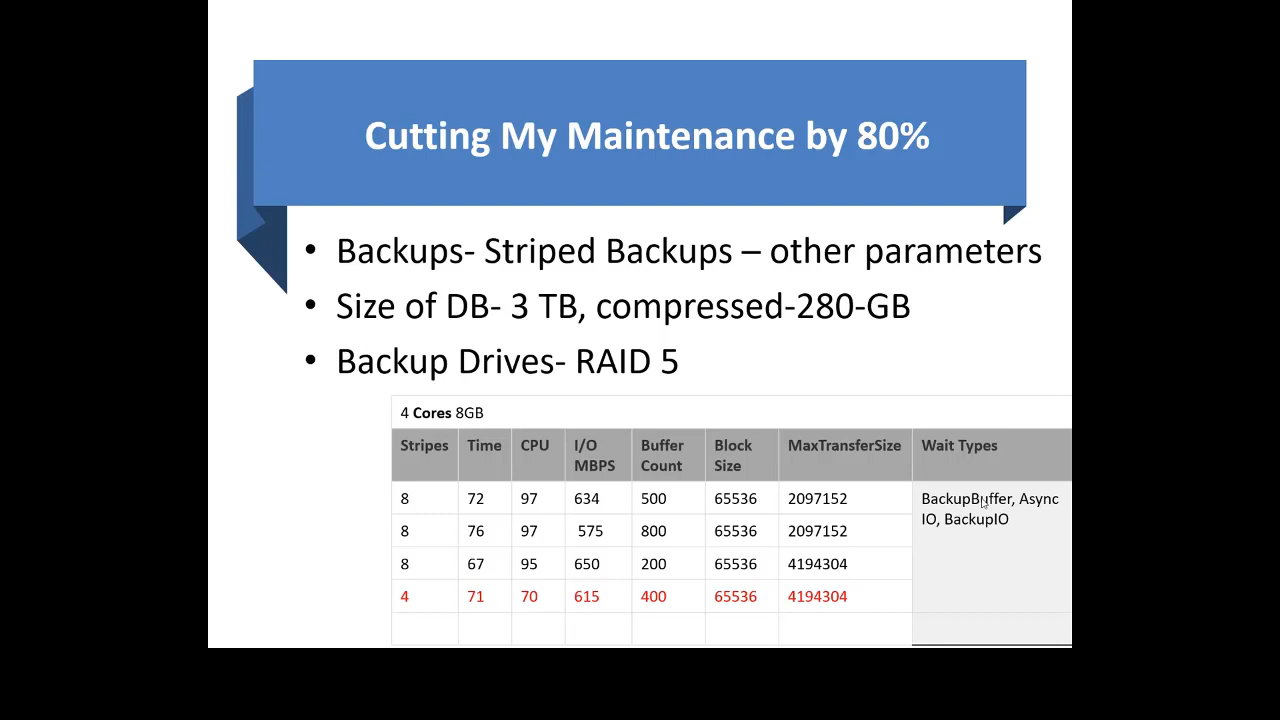 Cutting My Maintenance by 80%
• Backups- Striped Backups – other parameters
• Size of DB- 3 TB, compressed-280-GB
• Backup Drives- RAID 5
4 Cores 8GB
Stripes Time CPU I/O MBPS Buffer Count Block Size MaxTransferSize Wait Types
8 72 97 634 500 65536 2097152 BackupBuffer, Async IO, BackupIO
8 76 97 575 800 65536 2097152
8 67 95 650 200 65536 4194304
4 71 70 615 400 65536 4194304